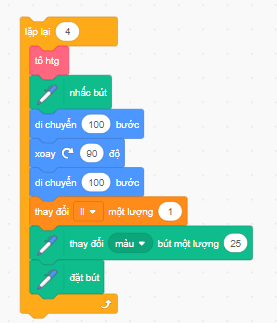 lặp lại 4
tô htg
nhấc bút
di chuyển 100 bước
xoay 90 độ
di chuyển 100 bước
thay đổi ll một lượng 1
thay đổi màu bút một lượng 25
đặt bút